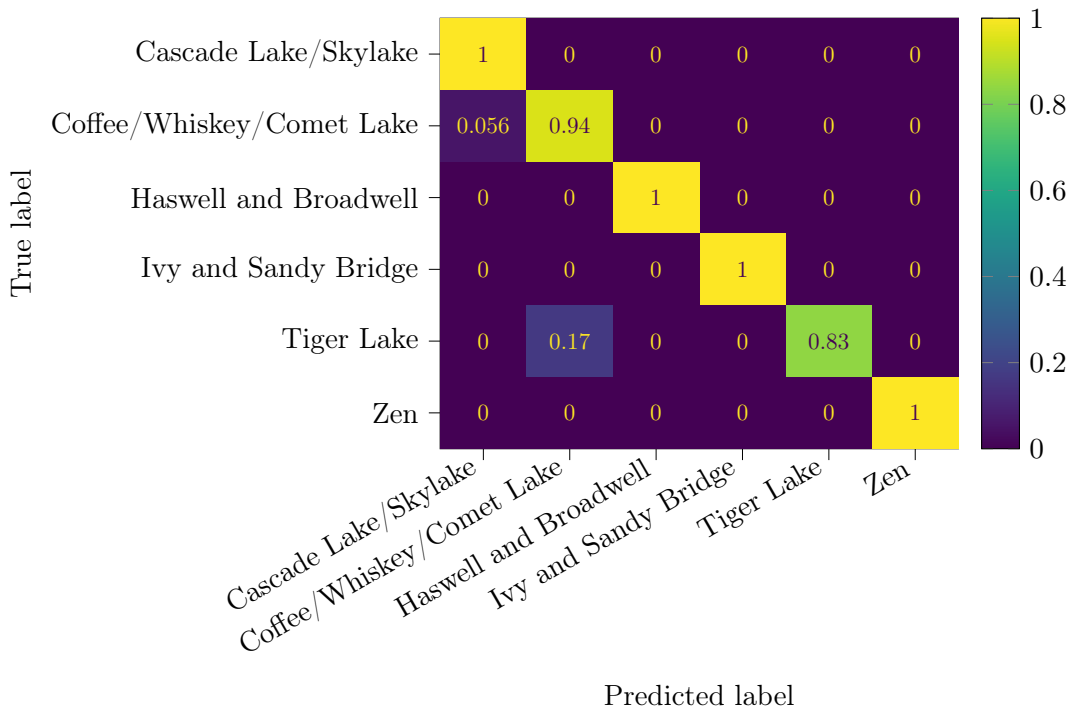 True label
Cascade Lake/Skylake 1 0 0 0 0 0
Coffee/Whiskey/Comet Lake 0.056 0.94 0 0 0 0
Haswell and Broadwell 0 0 1 0 0 0
Ivy and Sandy Bridge 0 0 0 1 0 0
Tiger Lake 0 0.17 0 0 0.83 0
Zen 0 0 0 0 0 1
Cascade Lake/Skylake
Coffee/Whiskey/Comet Lake
Haswell and Broadwell
Ivy and Sandy Bridge
Tiger Lake
Zen
Predicted label
1
0.8
0.6
0.4
0.2
0